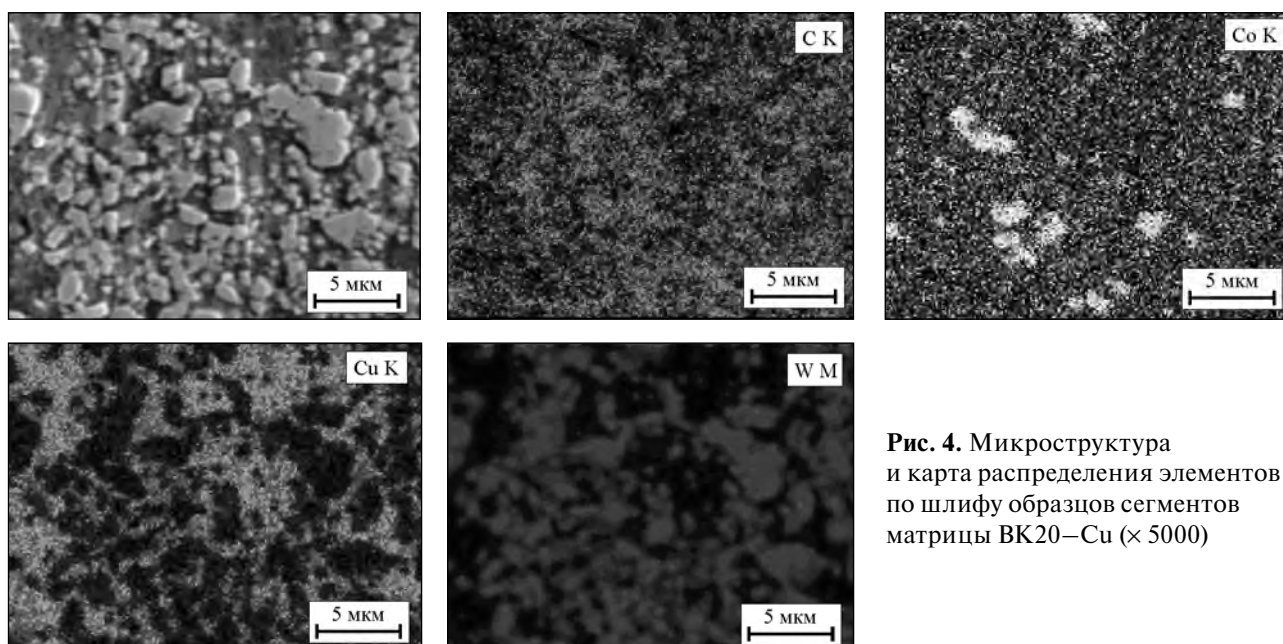 5 мкм
C K
5 мкм
Co K
5 мкм
Cu K
5 мкм
W M
5 мкм
Рис. 4. Микроструктура
и карта распределения элементов
по шлифу образцов сегментов
матрицы ВК20–Cu (× 5000)